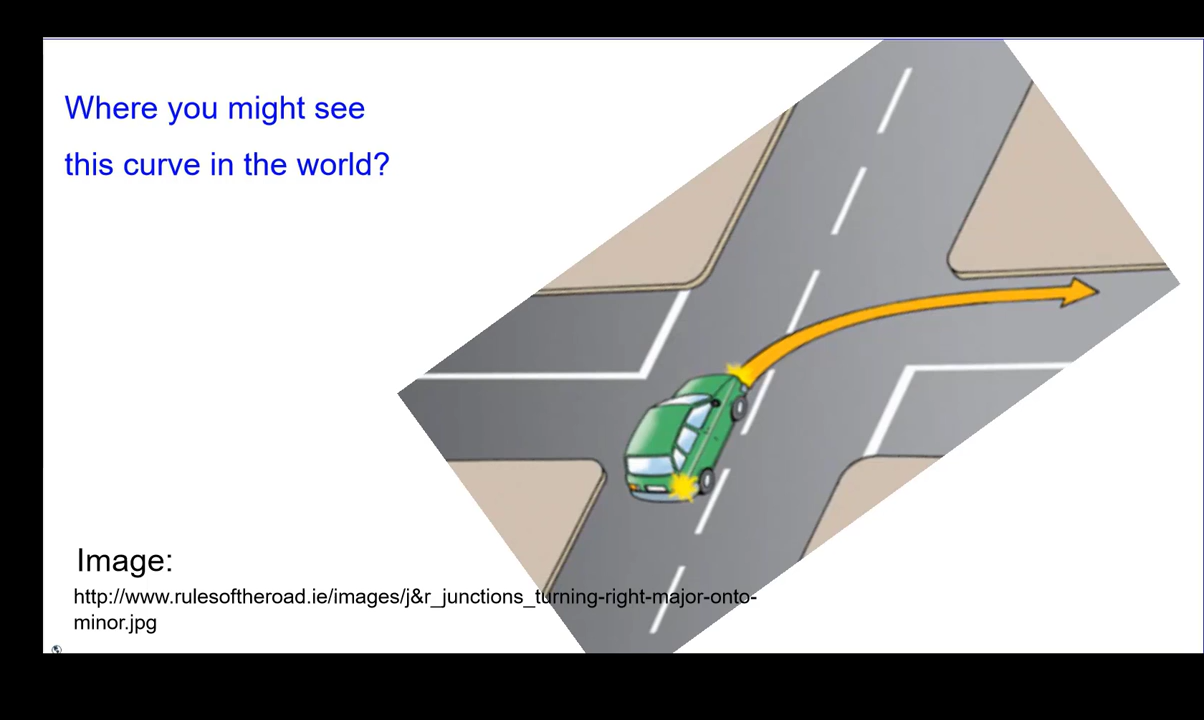 Where you might see
this curve in the world?
Image:
http://www.rulesoftheroad.ie/images/j&r_junctions_turning-right-major-onto-
minor.jpg